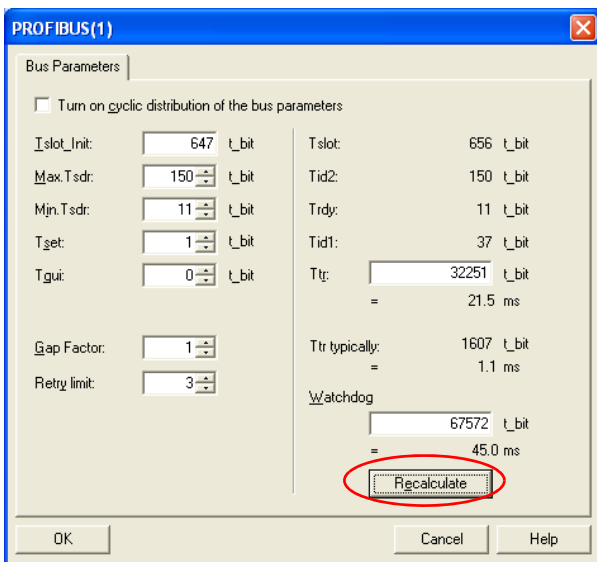 PROFIBUS(1)
Bus Parameters
Turn on cyclic distribution of the bus parameters
Tslot_Init: 647 t_bit
Max.Tsdr: 150 t_bit
Min.Tsdr: 11 t_bit
Tset: 1 t_bit
Tqui: 0 t_bit
Gap Factor: 1
Retry limit: 3
Tslot: 656 t_bit
Tid2: 150 t_bit
Trdy: 11 t_bit
Tid1: 37 t_bit
Ttr: 32251 t_bit
= 21.5 ms
Ttr typically: 1607 t_bit
= 1.1 ms
Watchdog
67572 t_bit
= 45.0 ms
Recalculate
OK Cancel Help